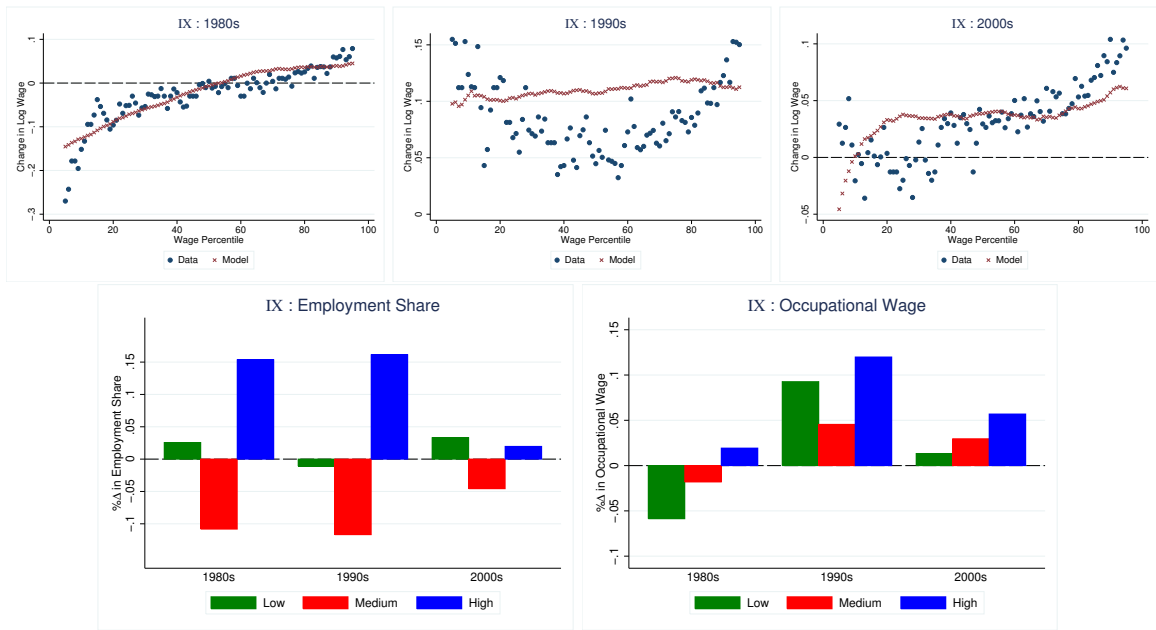 IX : 1980s
Change in Log Wage
.1
0
-.1
-.2
-.3
0 20 40 60 80 100
Wage Percentile
Data Model
IX : 1990s
Change in Log Wage
.15
.1
.05
0
0 20 40 60 80 100
Wage Percentile
Data Model
IX : 2000s
Change in Log Wage
.1
.05
0
-.05
0 20 40 60 80 100
Wage Percentile
Data Model
IX : Employment Share
%Δ in Employment Share
.15
.1
.05
0
-.05
-.1
1980s 1990s 2000s
Low Medium High
IX : Occupational Wage
%Δ in Occupational Wage
.15
.1
.05
0
-.05
-.1
1980s 1990s 2000s
Low Medium High